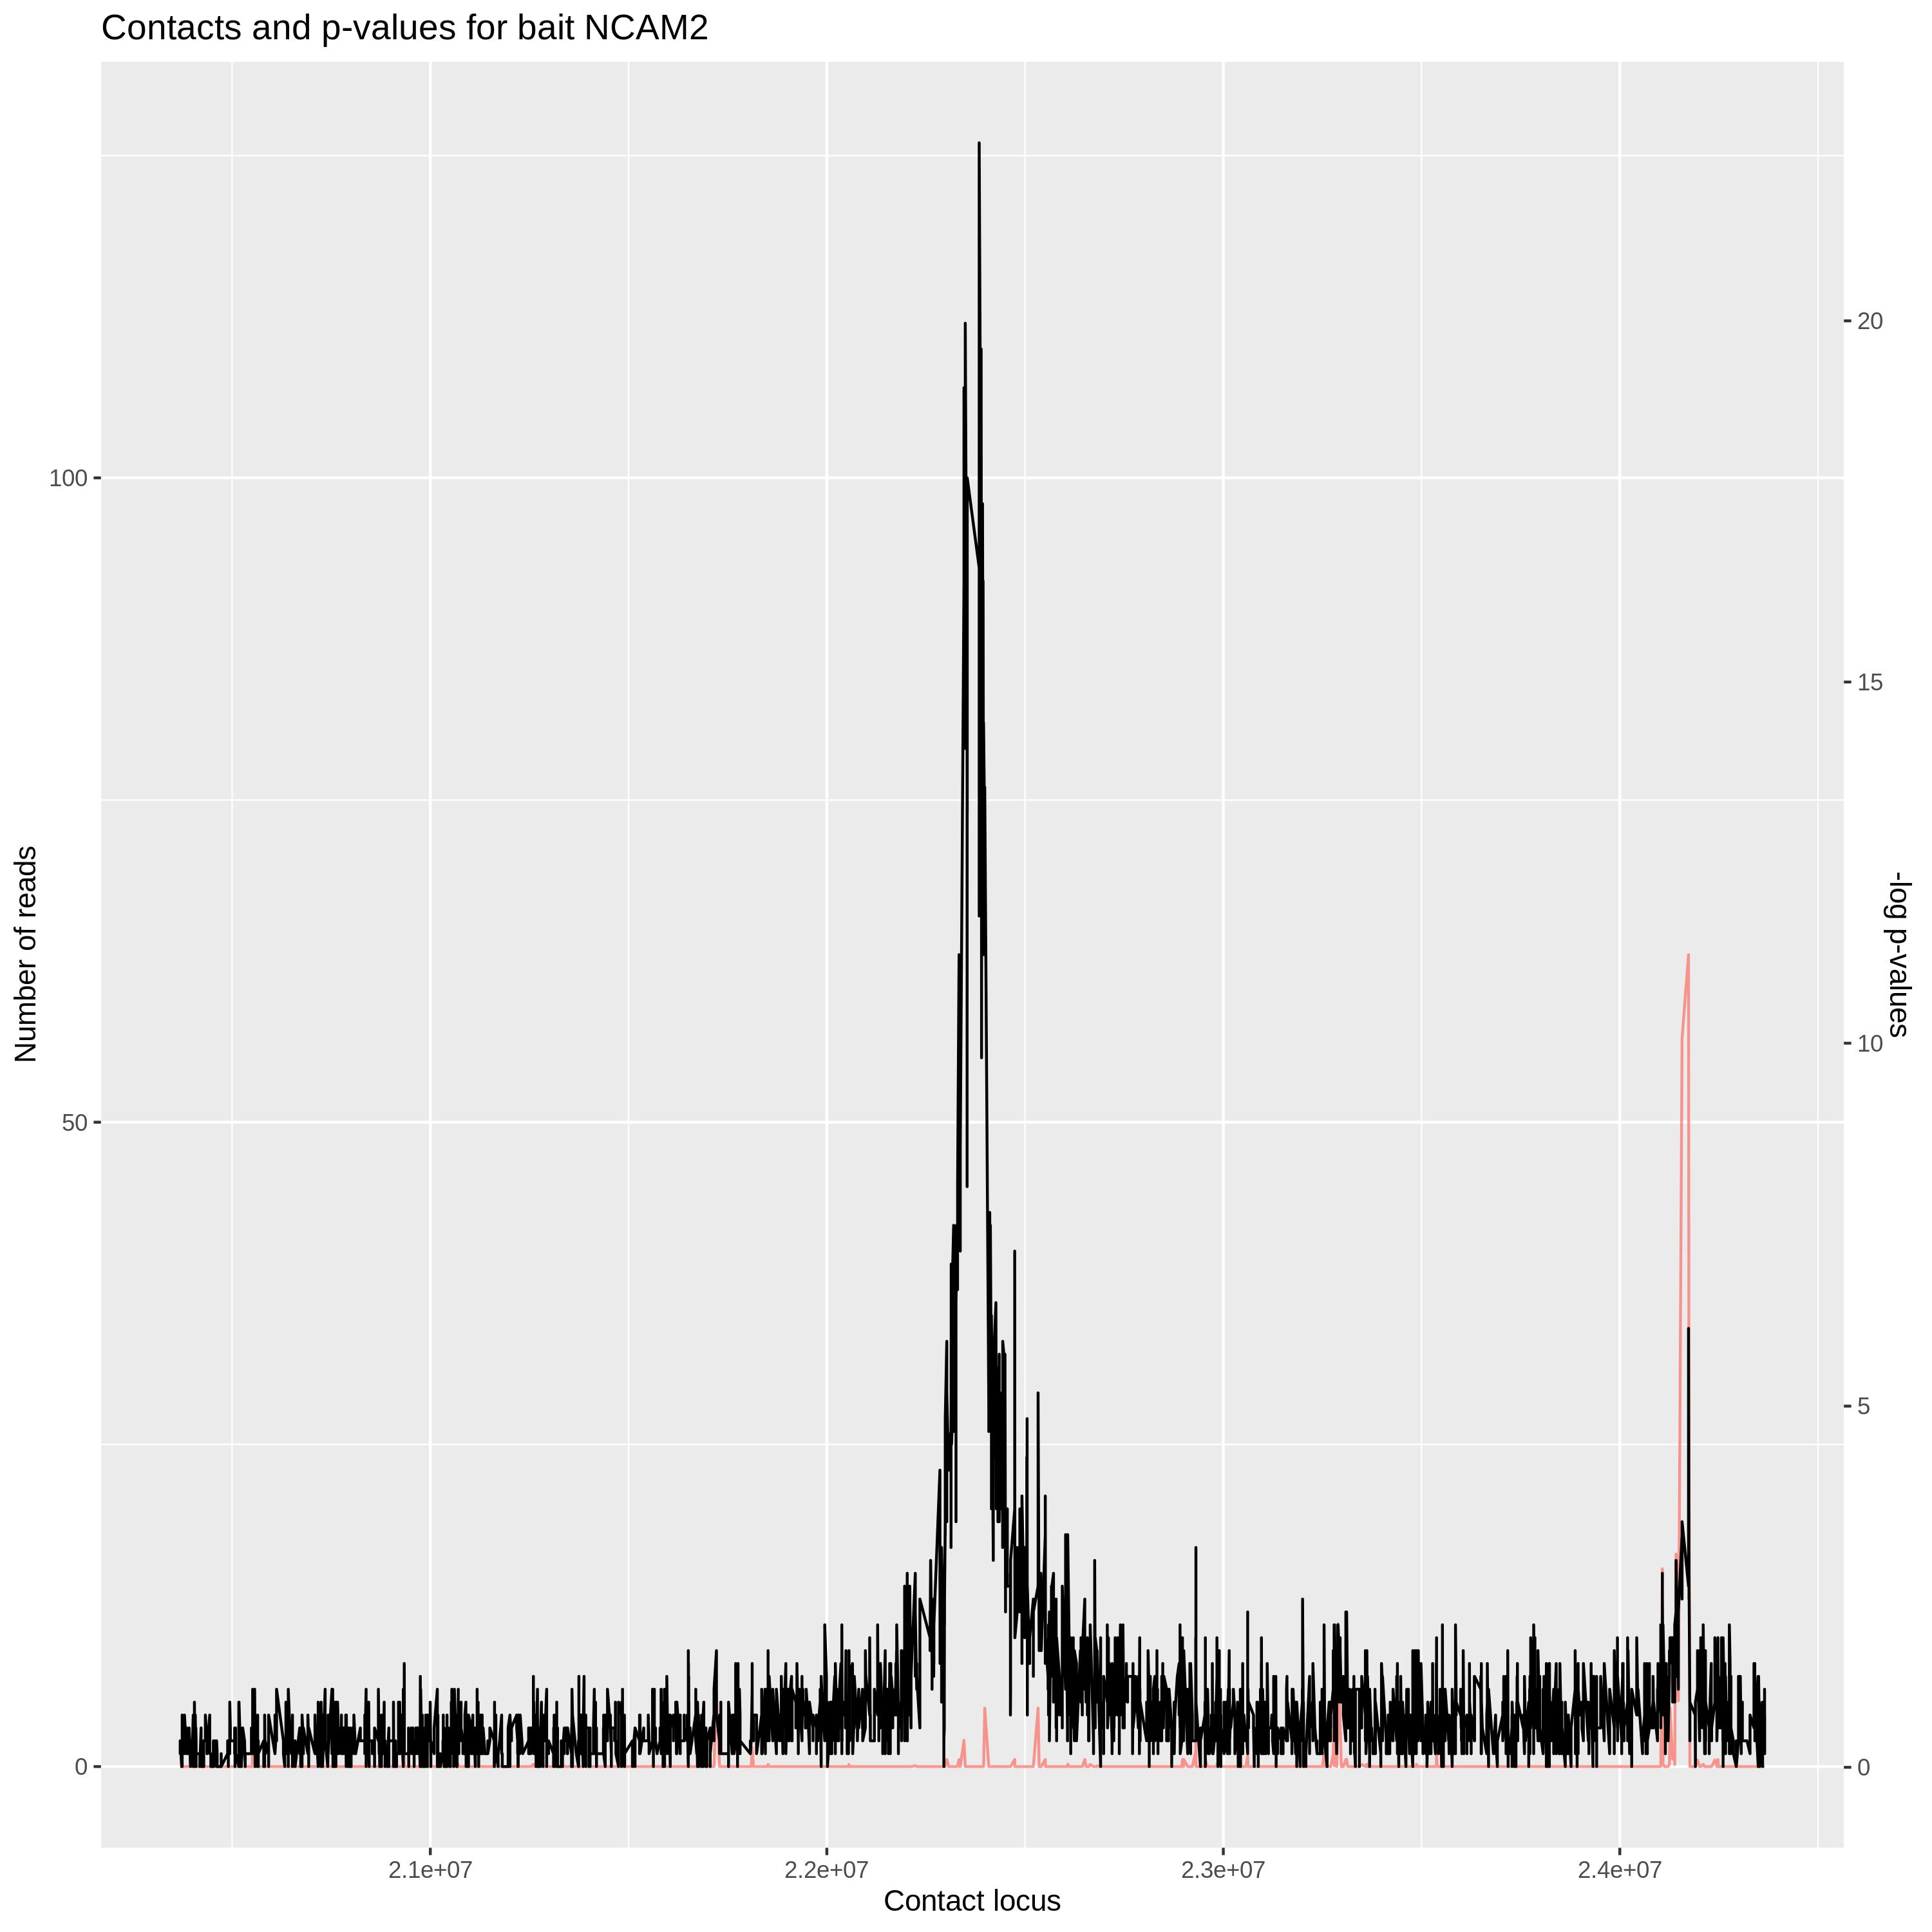 Contacts and p-values for bait NCAM2
Number of reads
100
50
0
20
15
10
5
0
-log p-values
2.1e+07
2.2e+07
2.3e+07
2.4e+07
Contact locus